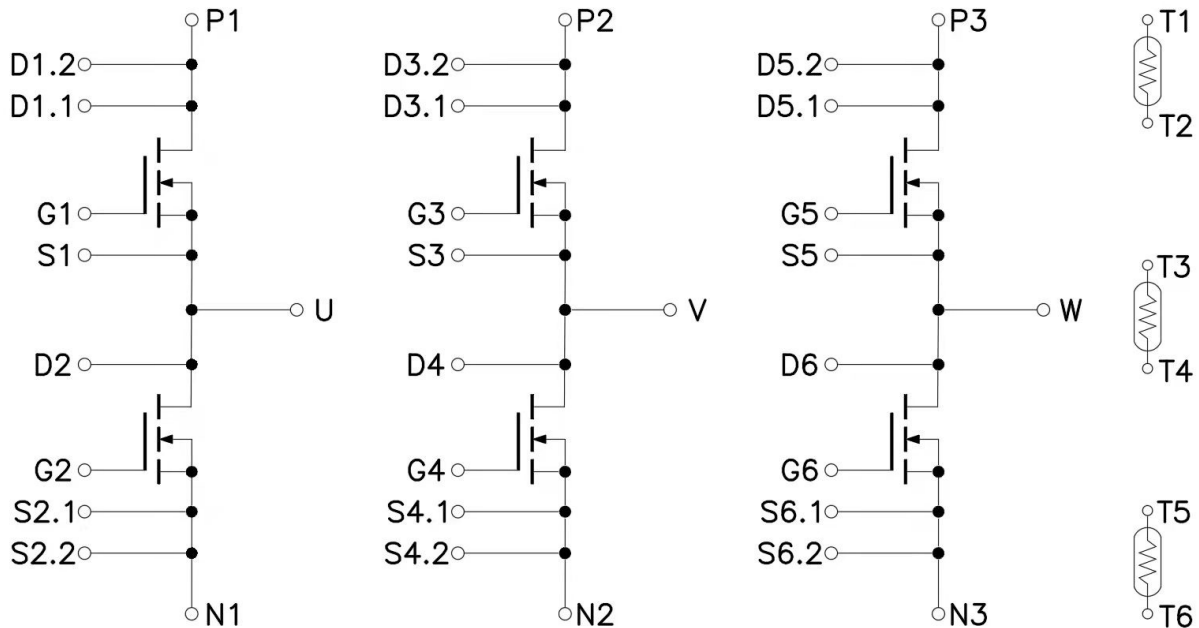 P1
P2
P3
T1
D1.2
D3.2
D5.2
D1.1
D3.1
D5.1
T2
G1
G3
G5
S1
S3
S5
T3
U
V
W
D2
D4
D6
T4
G2
G4
G6
S2.1
S4.1
S6.1
T5
S2.2
S4.2
S6.2
N1
N2
N3
T6